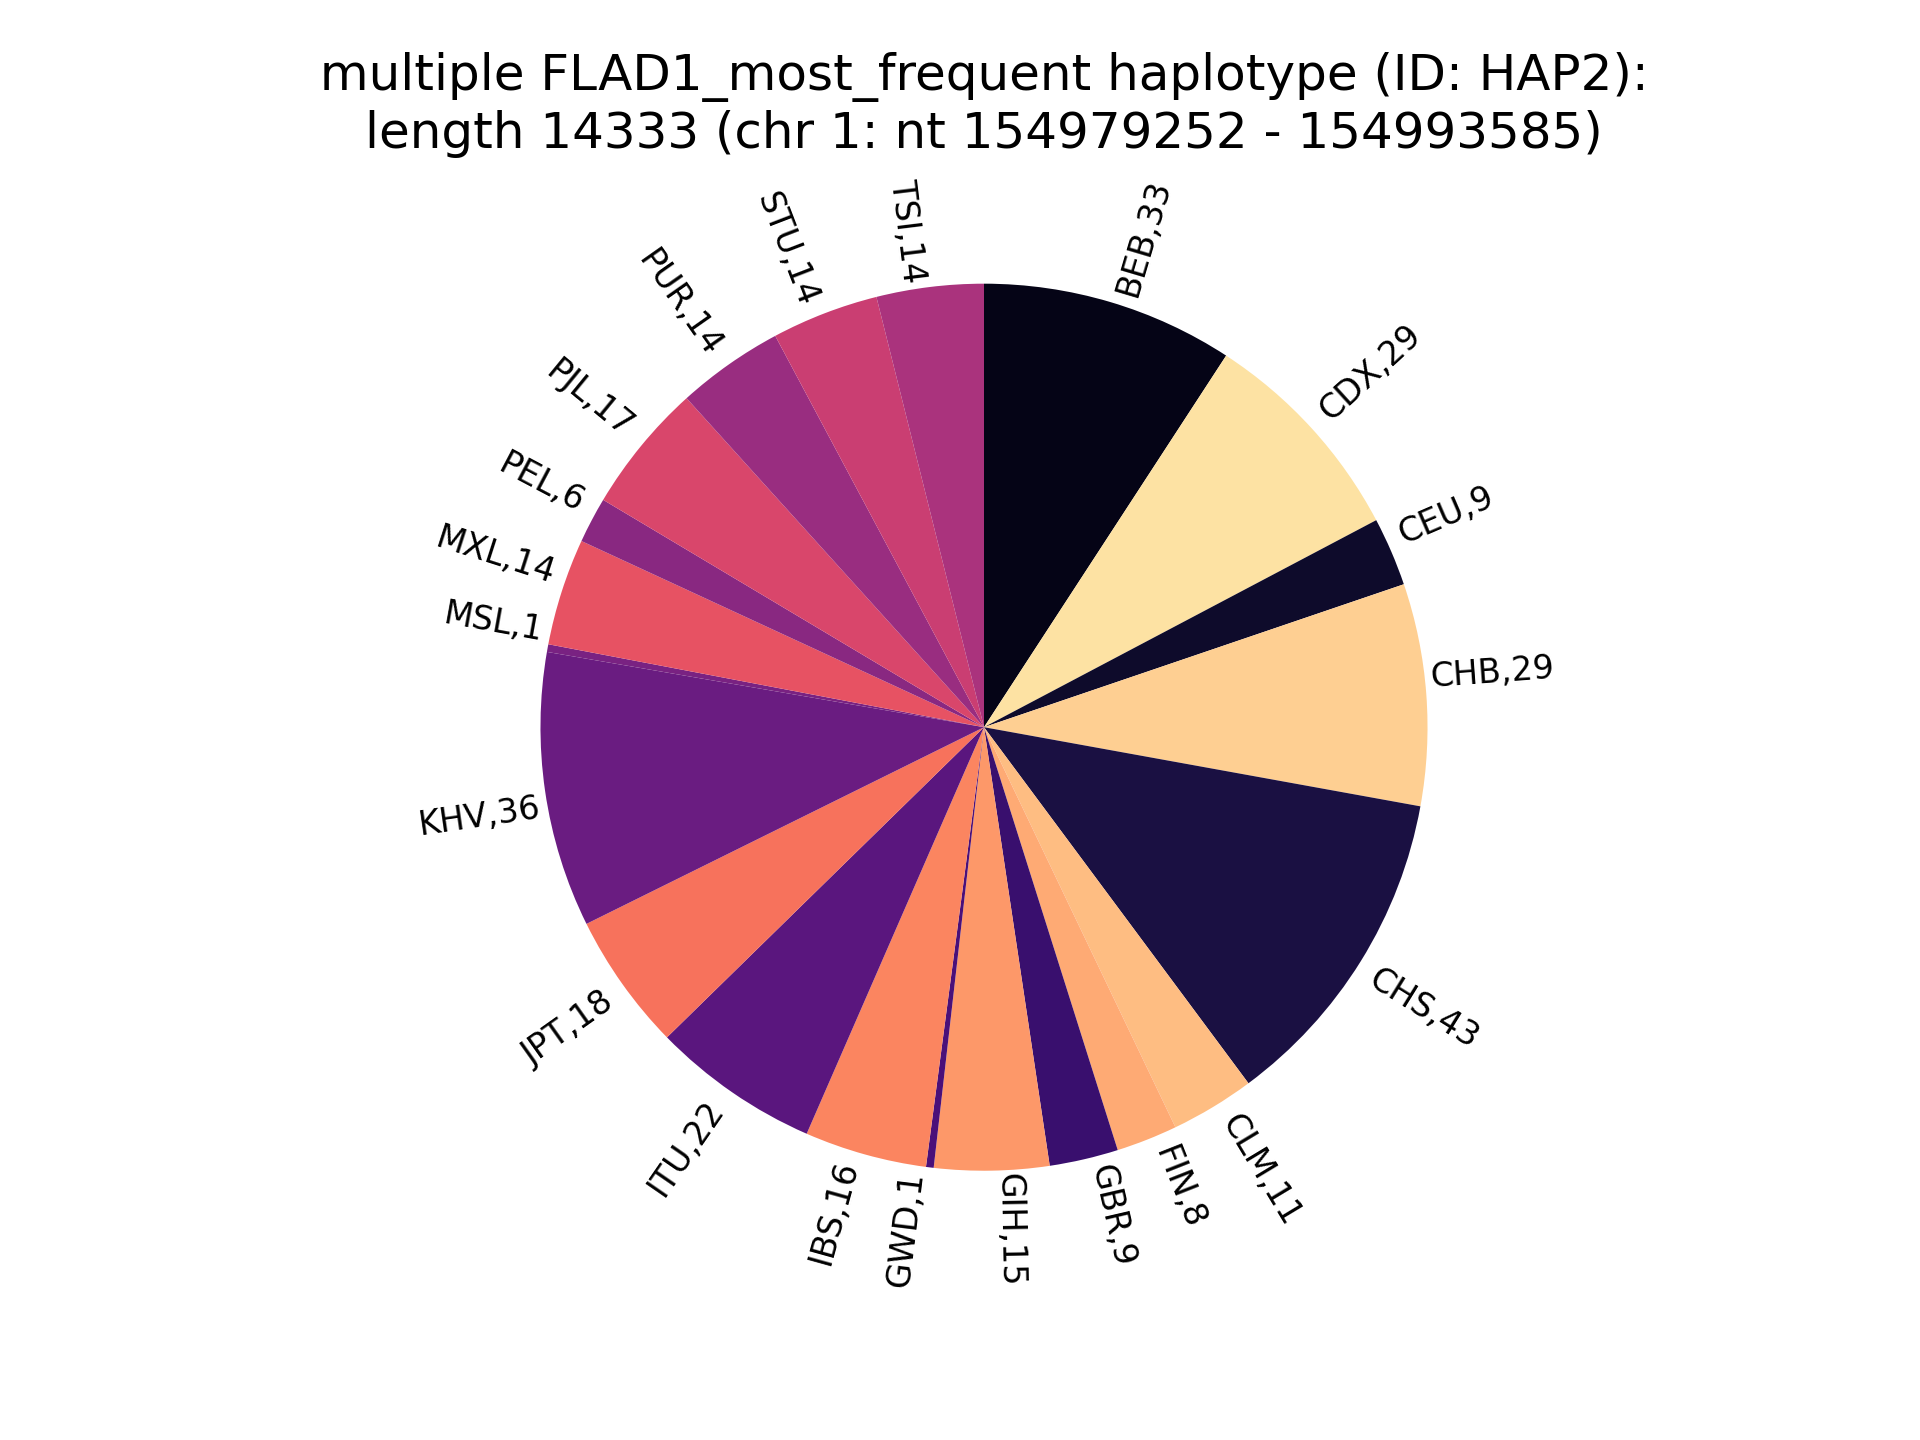 multiple FLAD1_most_frequent haplotype (ID: HAP2):
length 14333 (chr 1: nt 154979252 - 154993585)
BEB,33
CDX,29
CEU,9
CHB,29
CHS,43
CLM,11
FIN,8
GBR,9
GIH,15
GWD,1
IBS,16
ITU,22
JPT,18
KHV,36
MSL,1
MXL,14
PEL,6
PJL,17
PUR,14
STU,14
TSI,14